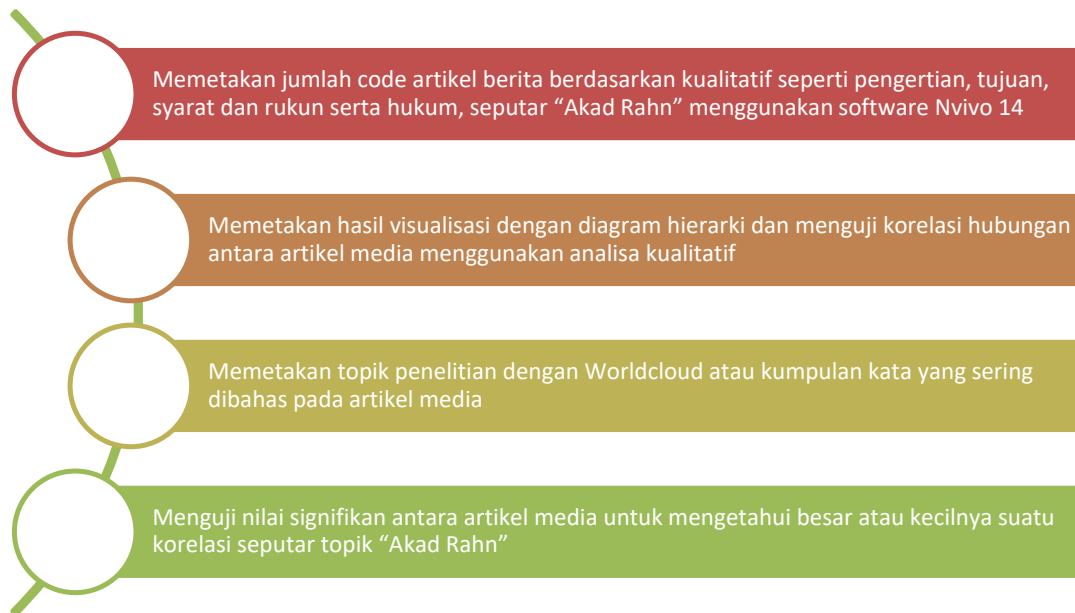 Memetakan jumlah code artikel berita berdasarkan kualitatif seperti pengertian, tujuan,
syarat dan rukun serta hukum, seputar “Akad Rahn” menggunakan software Nvivo 14
Memetakan hasil visualisasi dengan diagram hierarki dan menguji korelasi hubungan
antara artikel media menggunakan analisa kualitatif
Memetakan topik penelitian dengan Worldcloud atau kumpulan kata yang sering
dibahas pada artikel media
Menguji nilai signifikan antara artikel media untuk mengetahui besar atau kecilnya suatu
korelasi seputar topik “Akad Rahn”